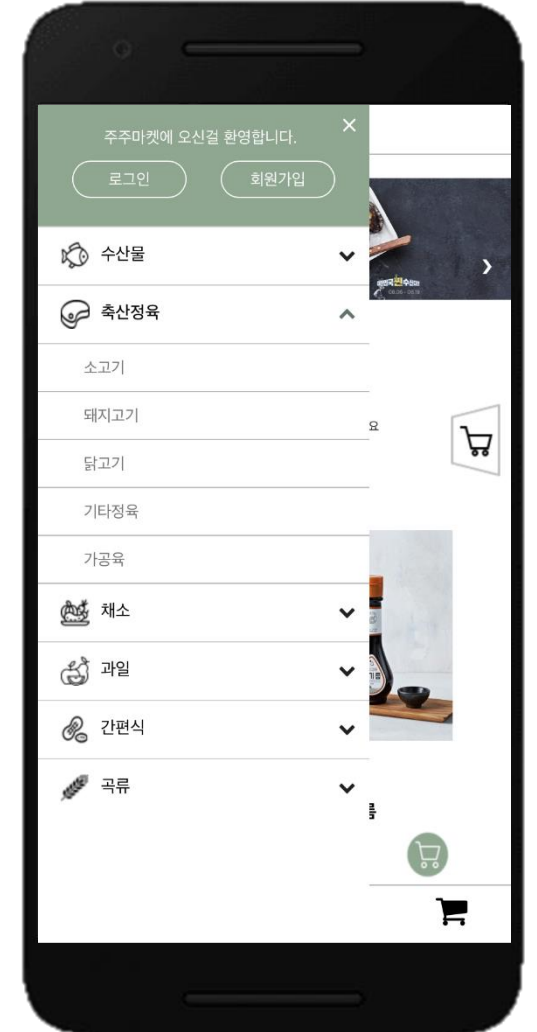 주주마켓에 오신걸 환영합니다.
로그인
회원가입
수산물
축산정육
소고기
돼지고기
닭고기
기타정육
가공육
채소
과일
간편식
곡류
요
름